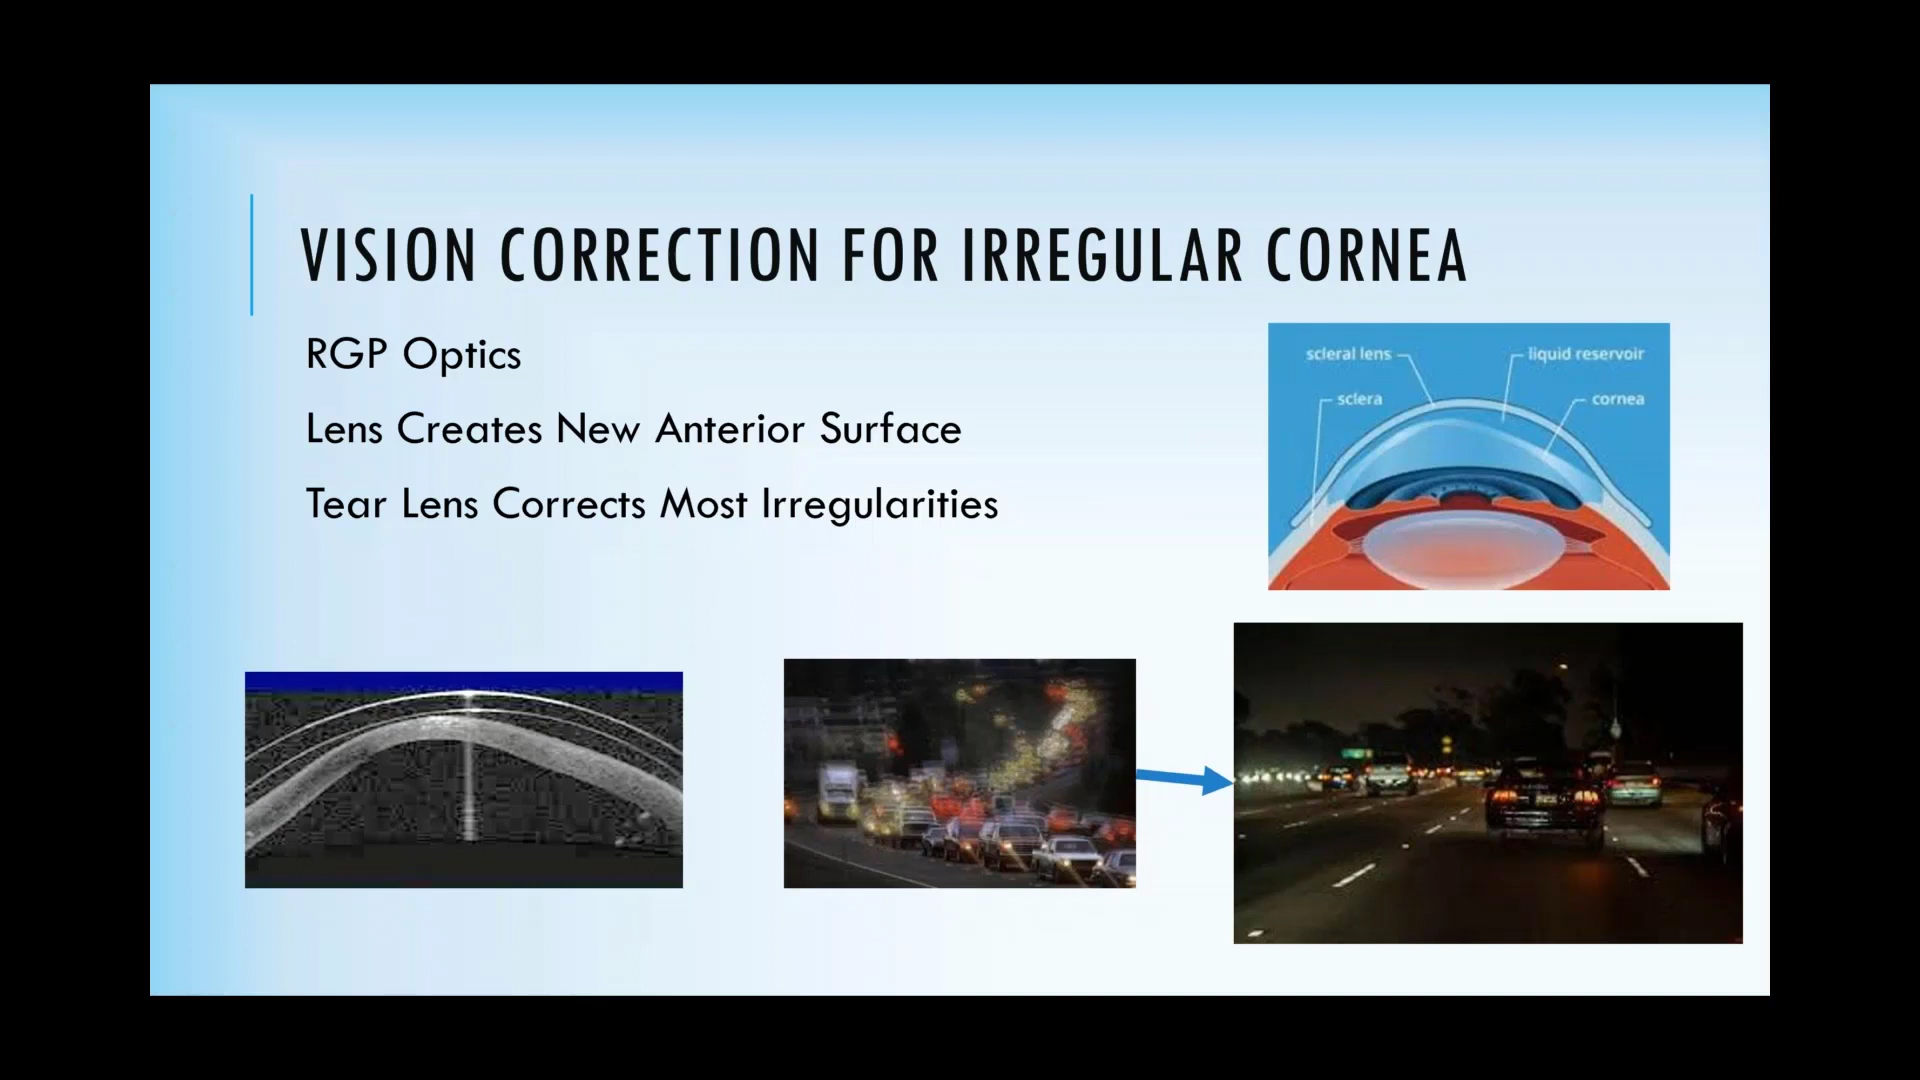 VISION CORRECTION FOR IRREGULAR CORNEA
RGP Optics
Lens Creates New Anterior Surface
Tear Lens Corrects Most Irregularities
scleral lens
liquid reservoir
sclera
cornea